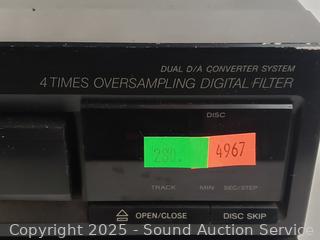 DUAL D/A CONVERTER SYSTEM
4 TIMES OVERSAMPLING DIGITAL FILTER
DISC
4967
TRACK MIN SEC/STEP
OPEN/CLOSE DISC SKIP
Copyright 2025 - Sound Auction Service